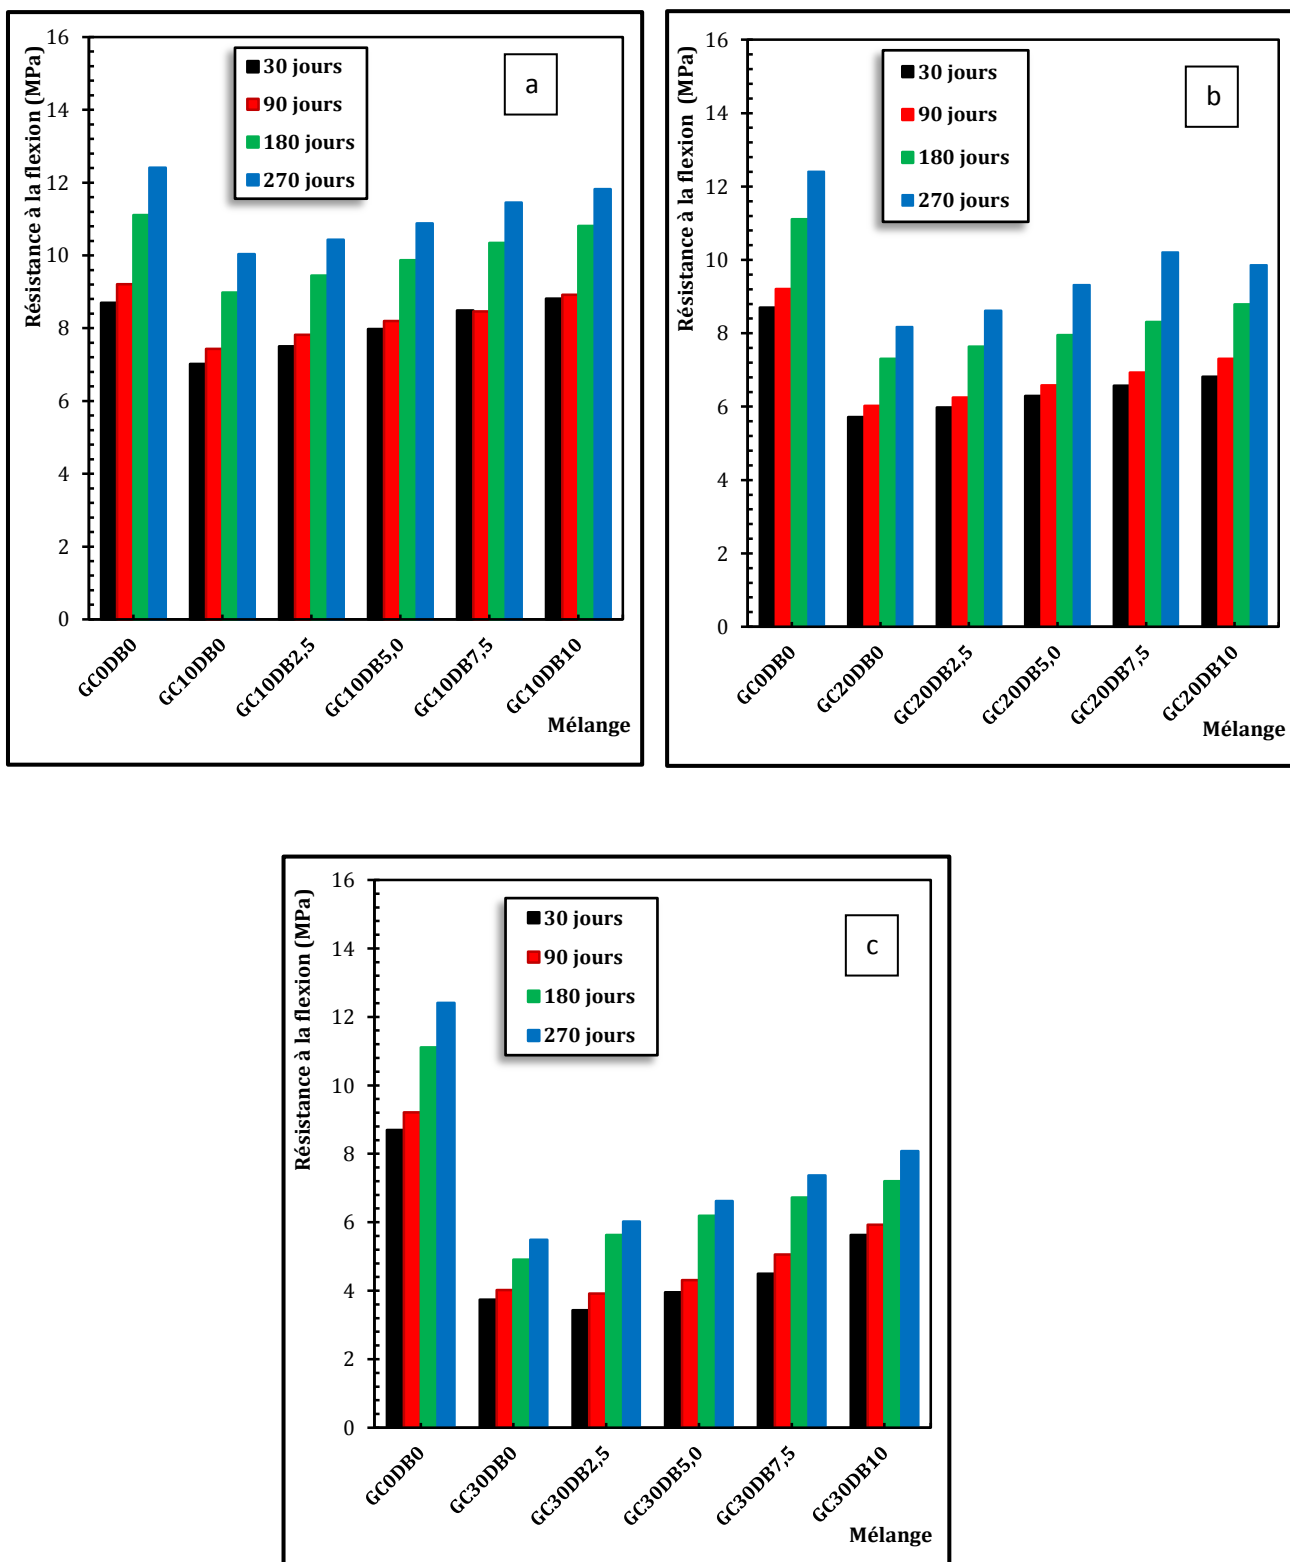 Résistance à la flexion (MPa)
16
14
12
10
8
6
4
2
0
30 jours
90 jours
180 jours
270 jours
a
GC0DB0
GC10DB0
GC10DB2,5
GC10DB5,0
GC10DB7,5
GC10DB10
Mélange
Résistance à la flexion (MPa)
16
14
12
10
8
6
4
2
0
30 jours
90 jours
180 jours
270 jours
b
GC0DB0
GC20DB0
GC20DB2,5
GC20DB5,0
GC20DB7,5
GC20DB10
Mélange
Résistance à la flexion (MPa)
16
14
12
10
8
6
4
2
0
30 jours
90 jours
180 jours
270 jours
c
GC0DB0
GC30DB0
GC30DB2,5
GC30DB5,0
GC30DB7,5
GC30DB10
Mélange